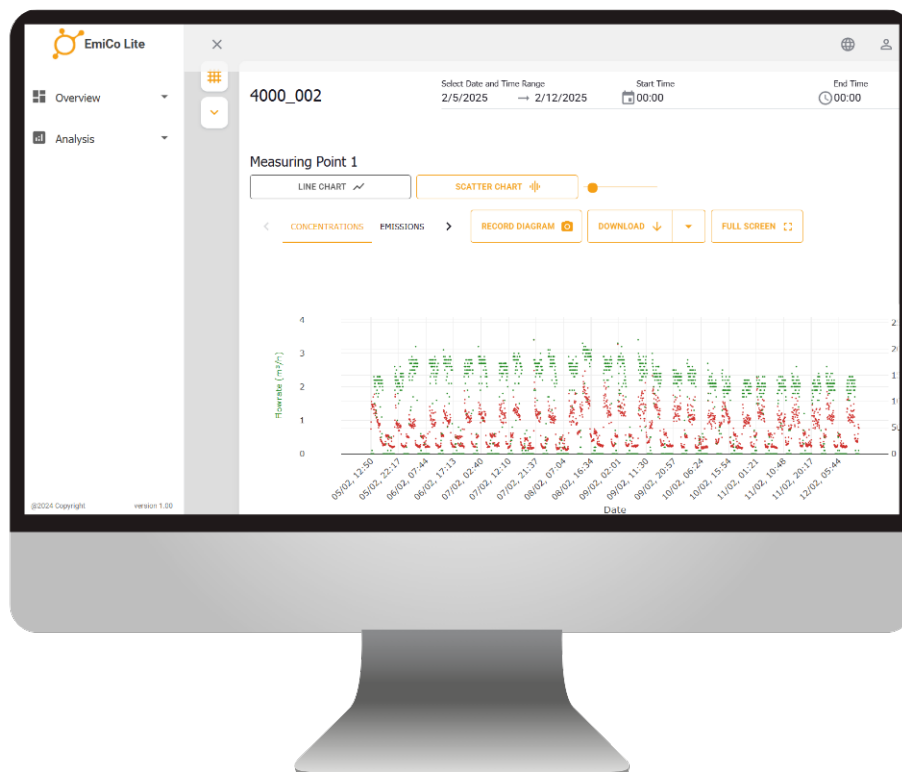 EmiCo Lite
Overview
Analysis
4000_002
Select Date and Time Range
2/5/2025 → 2/12/2025
Start Time
00:00
End Time
00:00
Measuring Point 1
LINE CHART
SCATTER CHART
CONCENTRATIONS
EMISSIONS
RECORD DIAGRAM
DOWNLOAD
FULL SCREEN
4
3
2
1
0
Flowrate (m³/h)
05/02, 12:50
05/02, 22:17
06/02, 07:44
06/02, 17:13
07/02, 02:40
07/02, 12:10
07/02, 21:37
08/02, 07:04
08/02, 16:34
09/02, 02:01
09/02, 11:30
09/02, 20:57
10/02, 06:24
10/02, 15:54
11/02, 01:21
11/02, 10:48
11/02, 20:17
12/02, 05:44
Date
0
@2024 Copyright
version 1.00